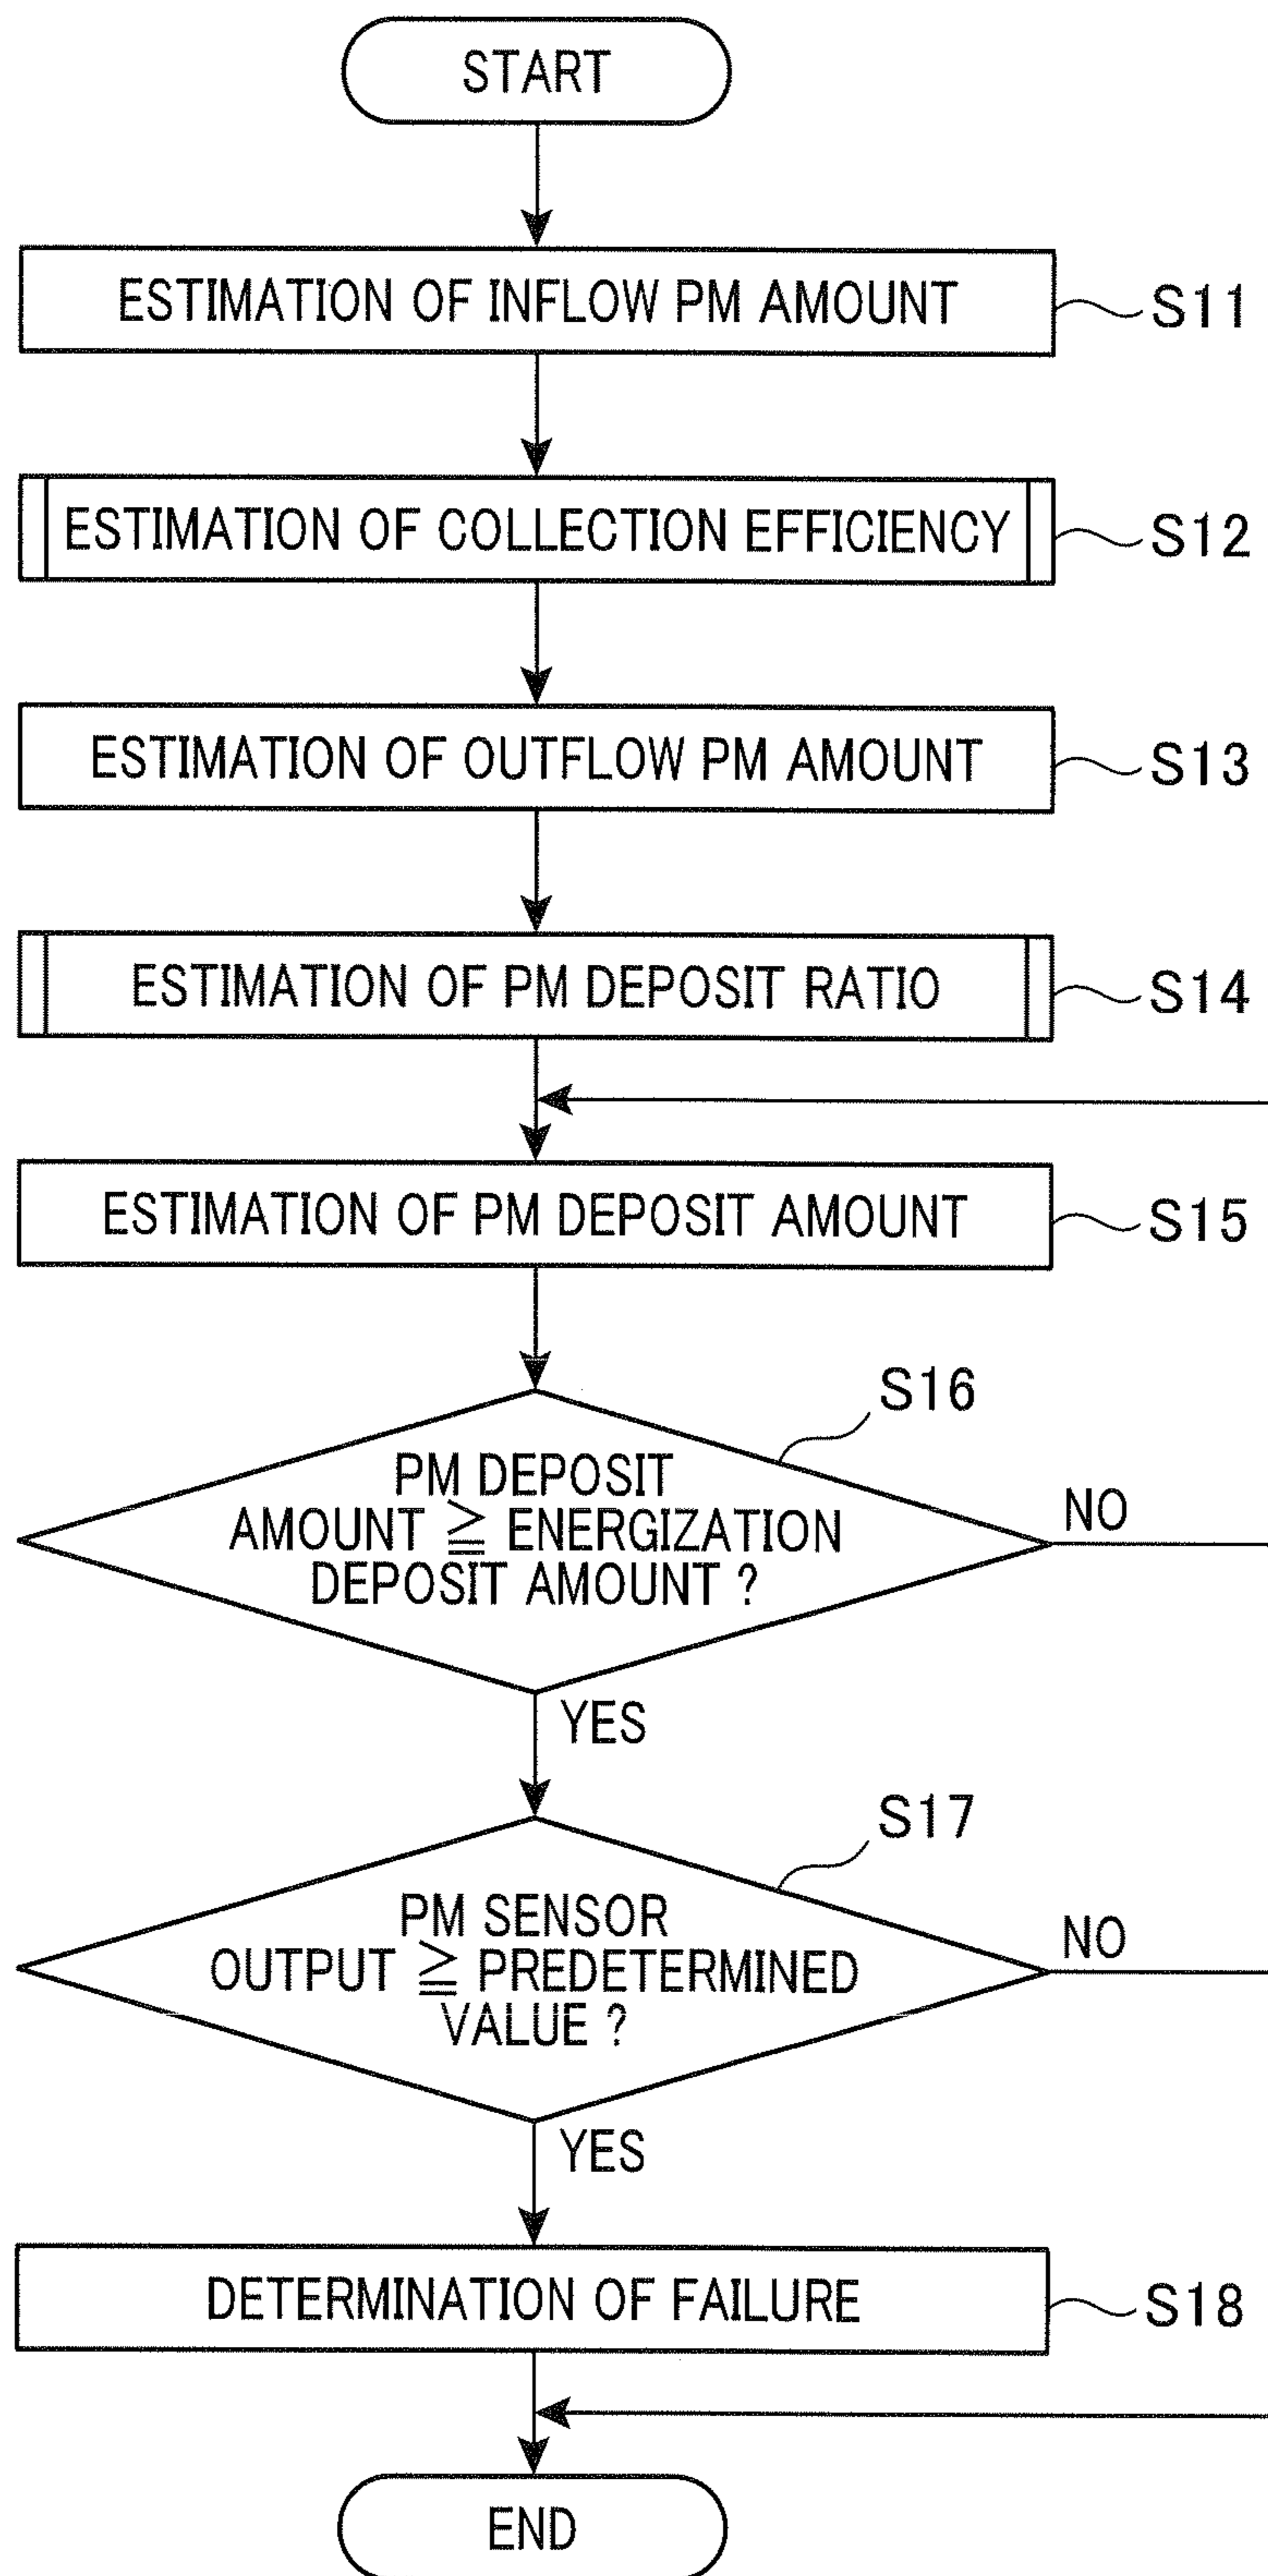 START
ESTIMATION OF INFLOW PM AMOUNT
S11
ESTIMATION OF COLLECTION EFFICIENCY
S12
ESTIMATION OF OUTFLOW PM AMOUNT
S13
ESTIMATION OF PM DEPOSIT RATIO
S14
ESTIMATION OF PM DEPOSIT AMOUNT
S15
S16
PM DEPOSIT
AMOUNT ≧ ENERGIZATION
DEPOSIT AMOUNT ?
NO
YES
S17
PM SENSOR
OUTPUT ≧ PREDETERMINED
VALUE ?
NO
YES
DETERMINATION OF FAILURE
S18
END